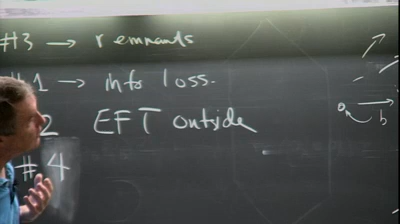 #3 → remnants
#1 → info loss.
2 EFT outside
#4
b